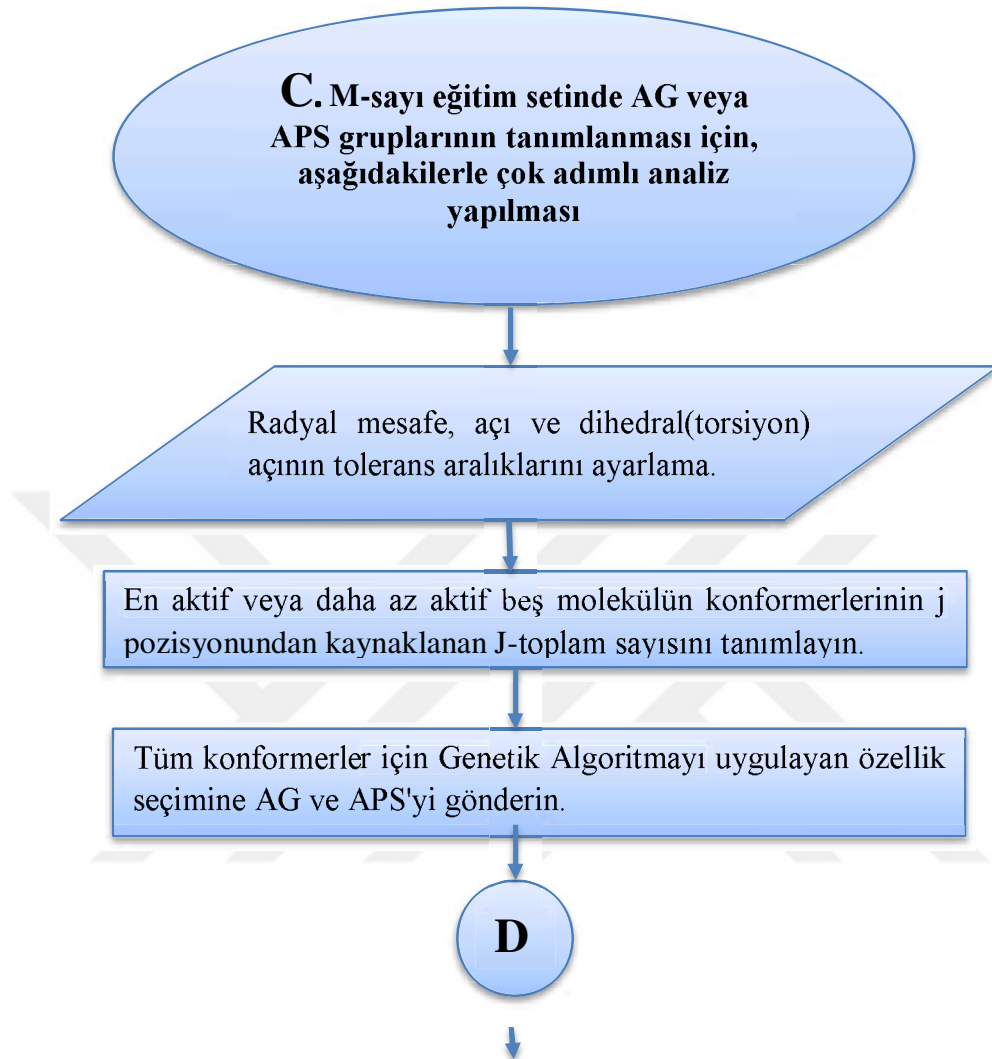 C. M-sayı eğitim setinde AG veya
APS gruplarının tanımlanması için,
aşağıdakilerle çok adımlı analiz
yapılması
Radyal mesafe, açı ve dihedral(torsiyon)
açının tolerans aralıklarını ayarlama.
En aktif veya daha az aktif beş molekülün konformerlerinin j
pozisyonundan kaynaklanan J-toplam sayısını tanımlayın.
Tüm konformerler için Genetik Algoritmayı uygulayan özellik
seçimine AG ve APS'yi gönderin.
D